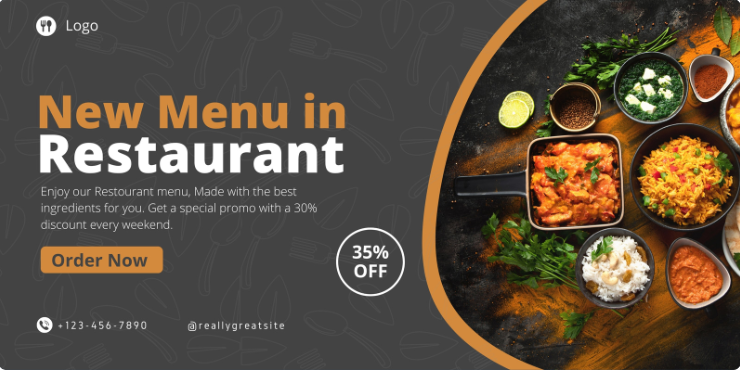 Logo
New Menu in
Restaurant
Enjoy our Restourant menu, Made with the best
ingredients for you. Get a special promo with a 30%
discount every weekend.
Order Now
35%
OFF
+123-456-7890
@reallygreatsite